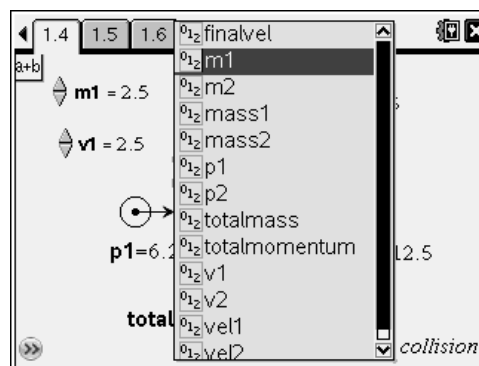 1.4 1.5 1.6
a+b
m1 = 2.5
v1 = 2.5
p1=6.2
12.5
total
collision
finalvel
m1
m2
mass1
mass2
p1
p2
totalmass
totalmomentum
v1
v2
vel1
vel2